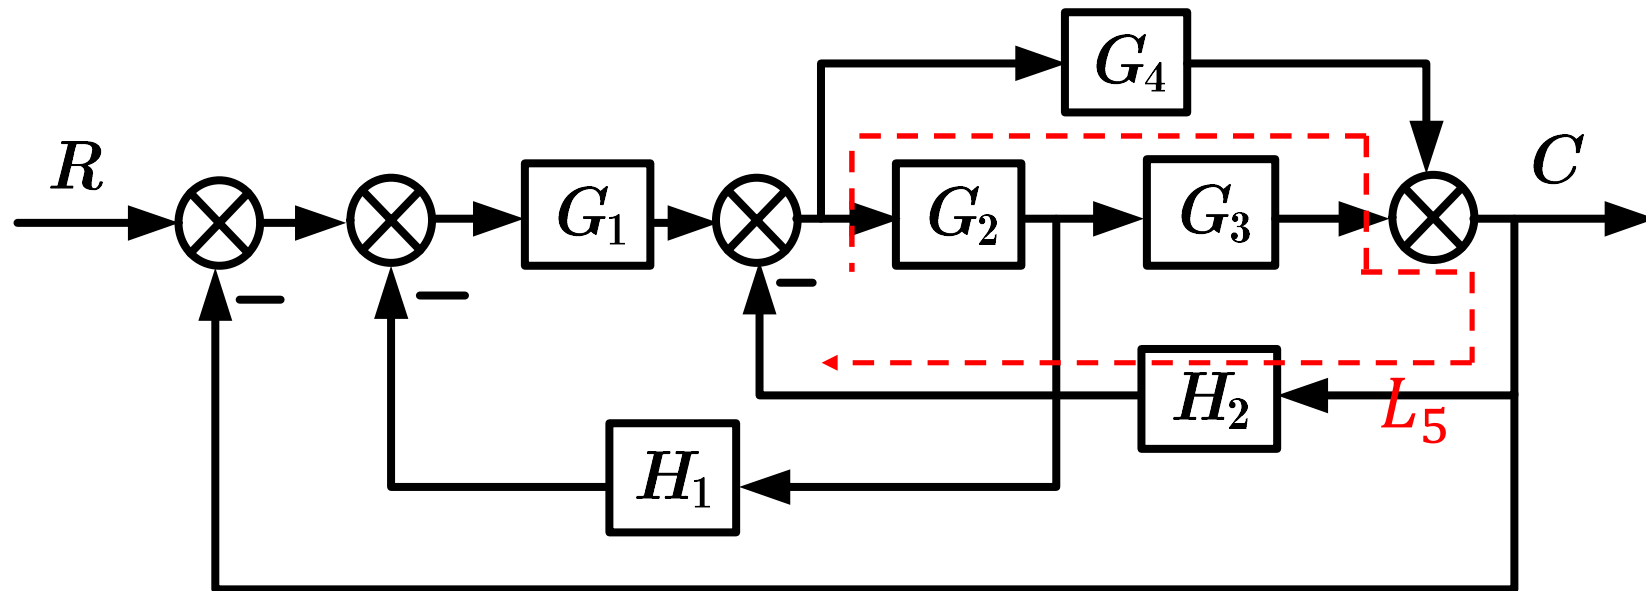 G₄
R
C
G₁
G₂
G₃
−
−
−
H₂
L₅
H₁